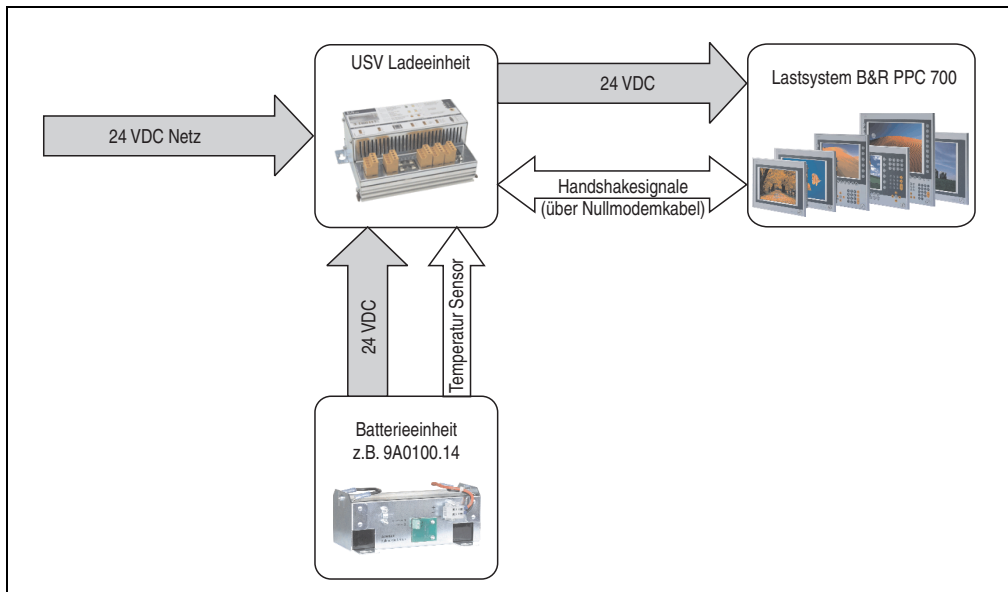 USV Ladeeinheit
24 VDC
Lastsystem B&R PPC 700
24 VDC Netz
Handshakesignale
(über Nullmodemkabel)
24 VDC
Temperatur Sensor
Batterieeinheit
z.B. 9A0100.14